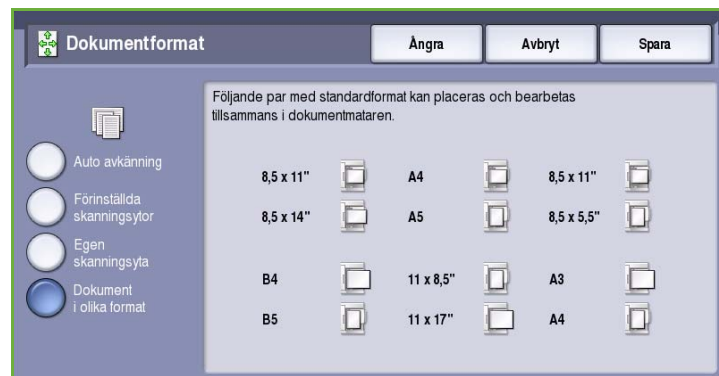 Dokumentformat
Ångra
Avbryt
Spara
Följande par med standardformat kan placeras och bearbetas
tillsammans i dokumentmataren.
Auto avkänning
Förinställda
skanningsytor
Egen
skanningsyta
Dokument
i olika format
8,5 x 11" A4 8,5 x 11"
8,5 x 14" A5 8,5 x 5,5"
B4 11 x 8,5" A3
B5 11 x 17" A4